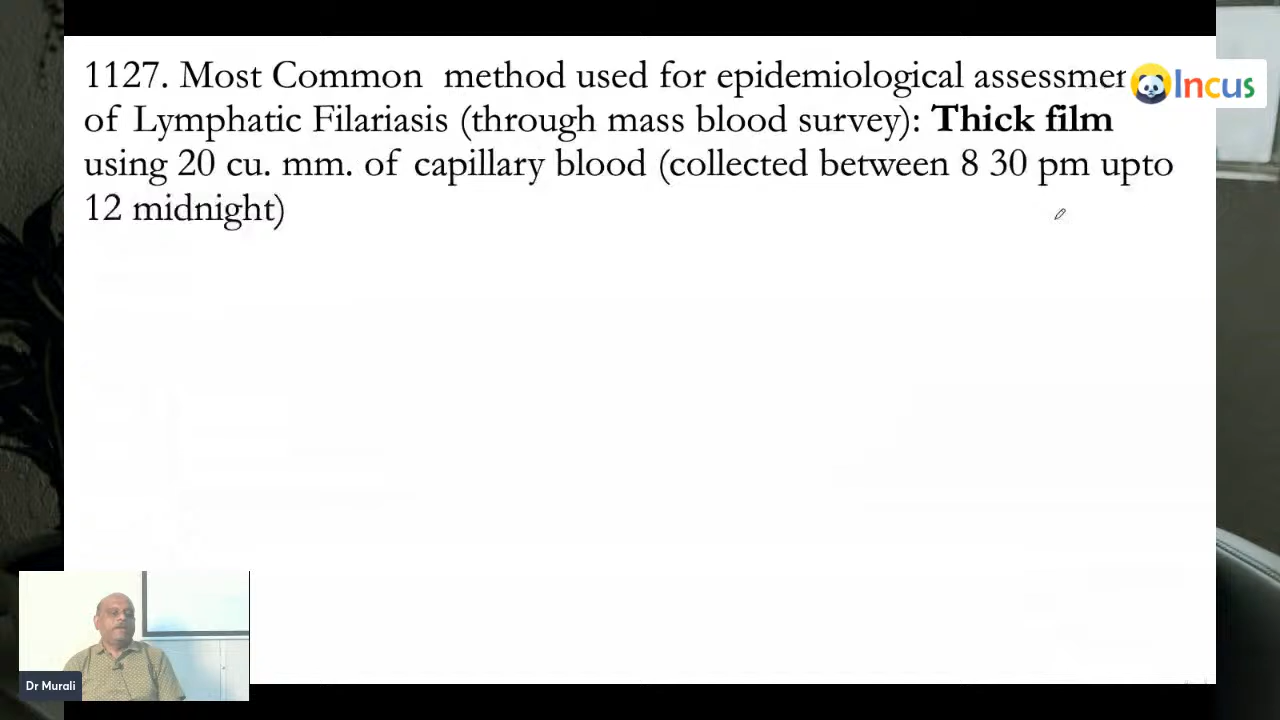 1127. Most Common method used for epidemiological
of Lymphatic Filariasis (through mass blood survey): Thick film
using 20 cu. mm. of capillary blood (collected between 8 30 pm upto
12 midnight)
Incus
Dr Murali